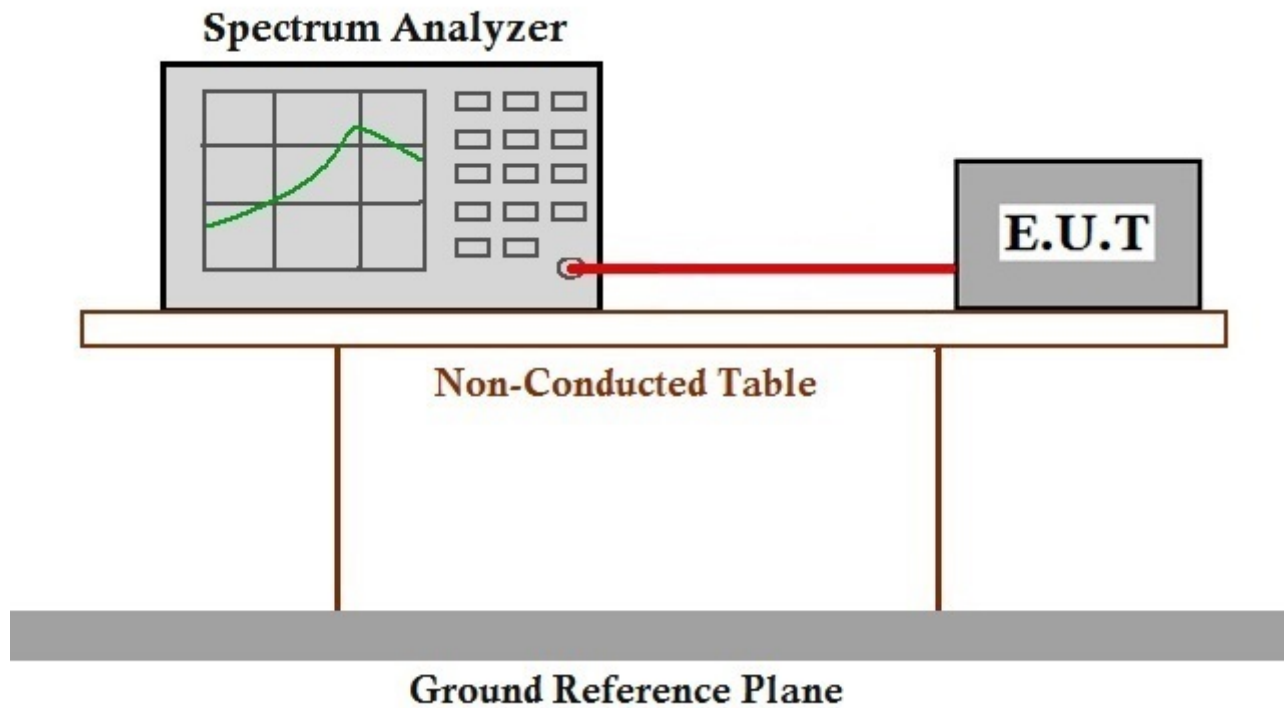 Spectrum Analyzer
E.U.T
Non-Conducted Table
Ground Reference Plane